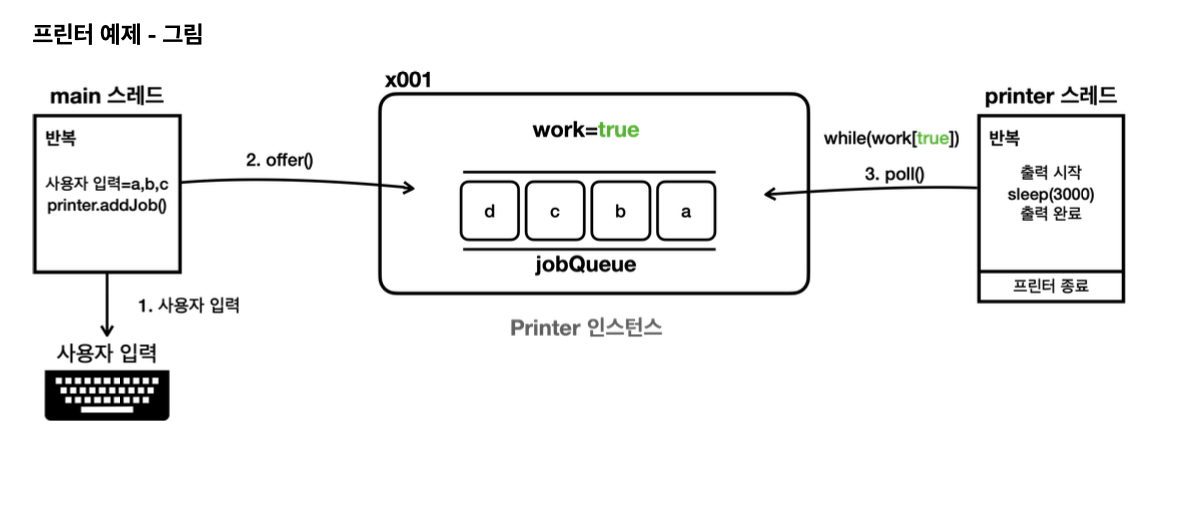 프린터 예제 - 그림
x001
main 스레드
반복
사용자 입력=a,b,c
printer.addJob()
1. 사용자 입력
사용자 입력
2. offer()
work=true
d c b a
jobQueue
Printer 인스턴스
while(work[true])
3. poll()
printer 스레드
반복
출력 시작
sleep(3000)
출력 완료
프린터 종료